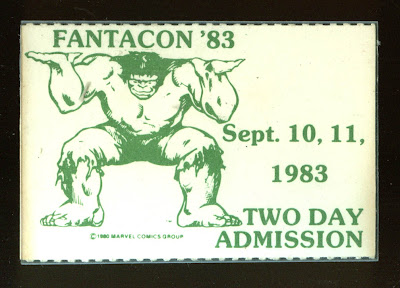 FANTACON '83
Sept. 10, 11,
1983
© 1980 MARVEL COMICS GROUP
TWO DAY
ADMISSION